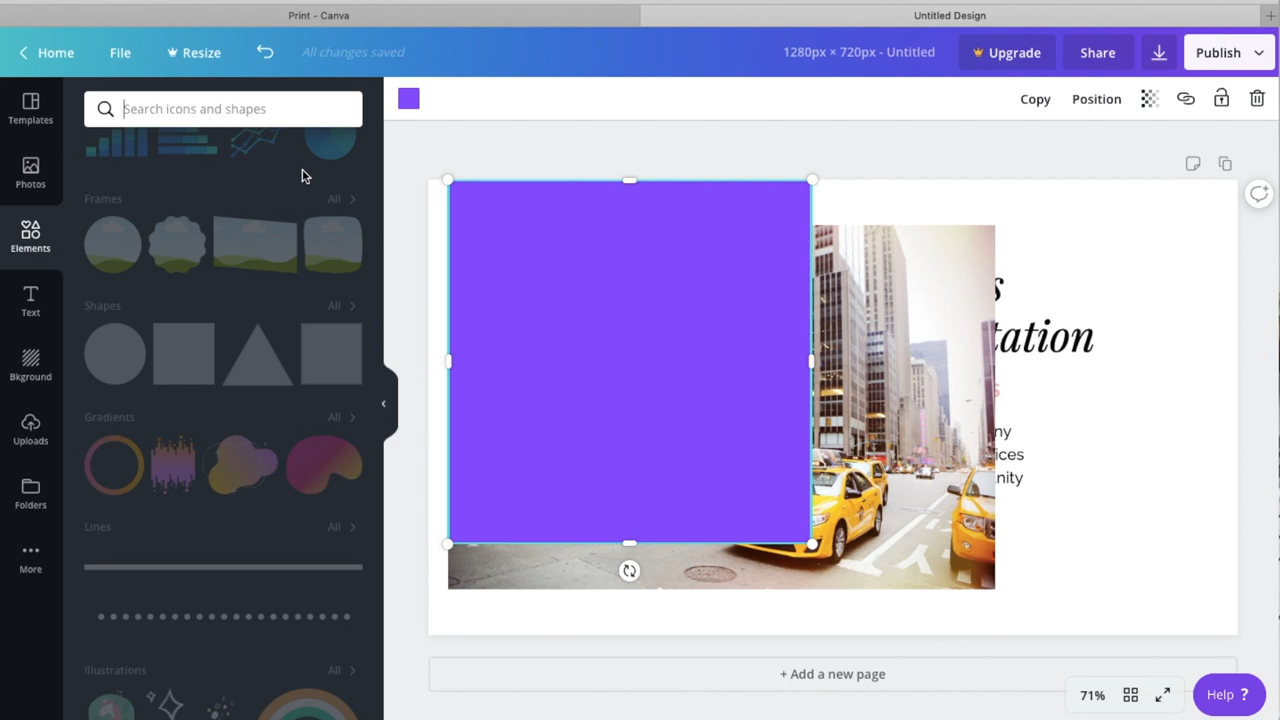 Print - Canva
Untitled Design
Home
File
Resize
All changes saved
1280px × 720px - Untitled
Upgrade
Share
Publish
Templates
Photos
Elements
Text
Bkground
Uploads
Folders
More
Search icons and shapes
Frames
All
Shapes
All
Gradients
All
Lines
All
Illustrations
All
Copy
Position
s
tation
s
ny
ices
nity
+ Add a new page
71%
Help ?